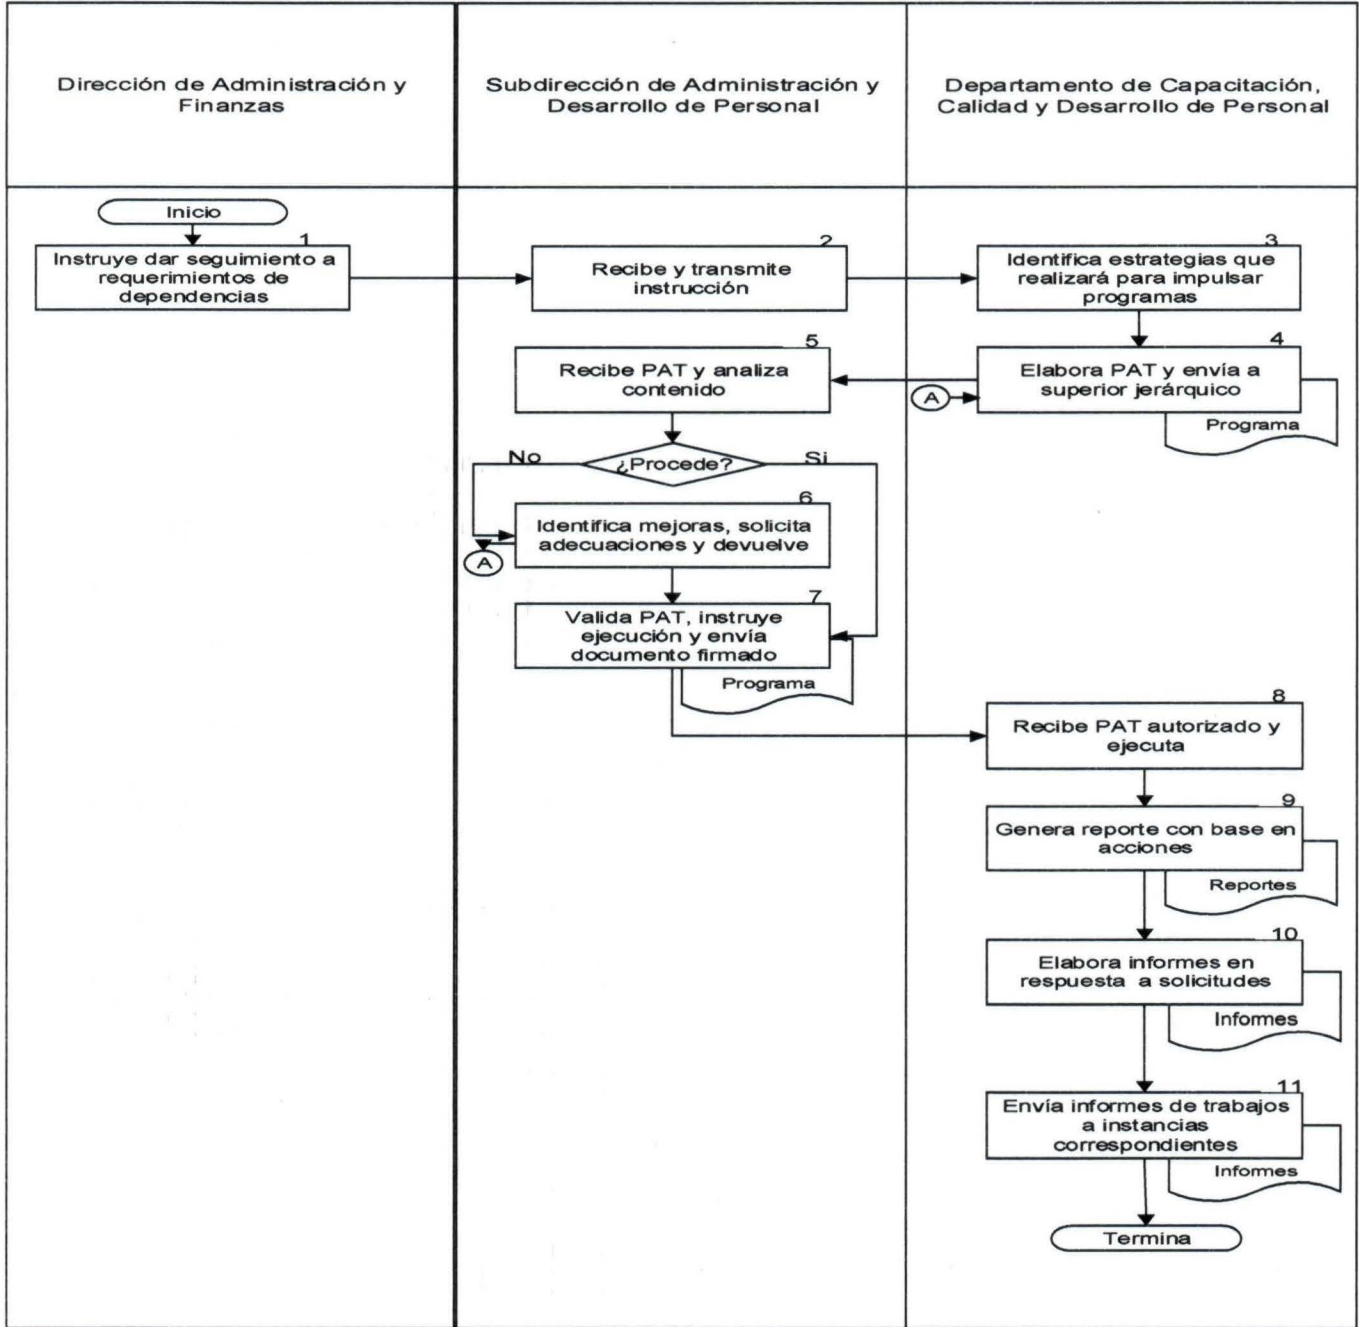 Dirección de Administración y
Finanzas
Subdirección de Administración y
Desarrollo de Personal
Departamento de Capacitación,
Calidad y Desarrollo de Personal
Inicio
1
Instruye dar seguimiento a
requerimientos de
dependencias
2
Recibe y transmite
instrucción
3
Identifica estrategias que
realizará para impulsar
programas
4
Elabora PAT y envía a
superior jerárquico
A
Programa
5
Recibe PAT y analiza
contenido
¿Procede?
No
Si
6
Identifica mejoras, solicita
adecuaciones y devuelve
A
7
Valida PAT, instruye
ejecución y envía
documento firmado
Programa
8
Recibe PAT autorizado y
ejecuta
9
Genera reporte con base en
acciones
Reportes
10
Elabora informes en
respuesta a solicitudes
Informes
11
Envía informes de trabajos
a instancias
correspondientes
Informes
Termina